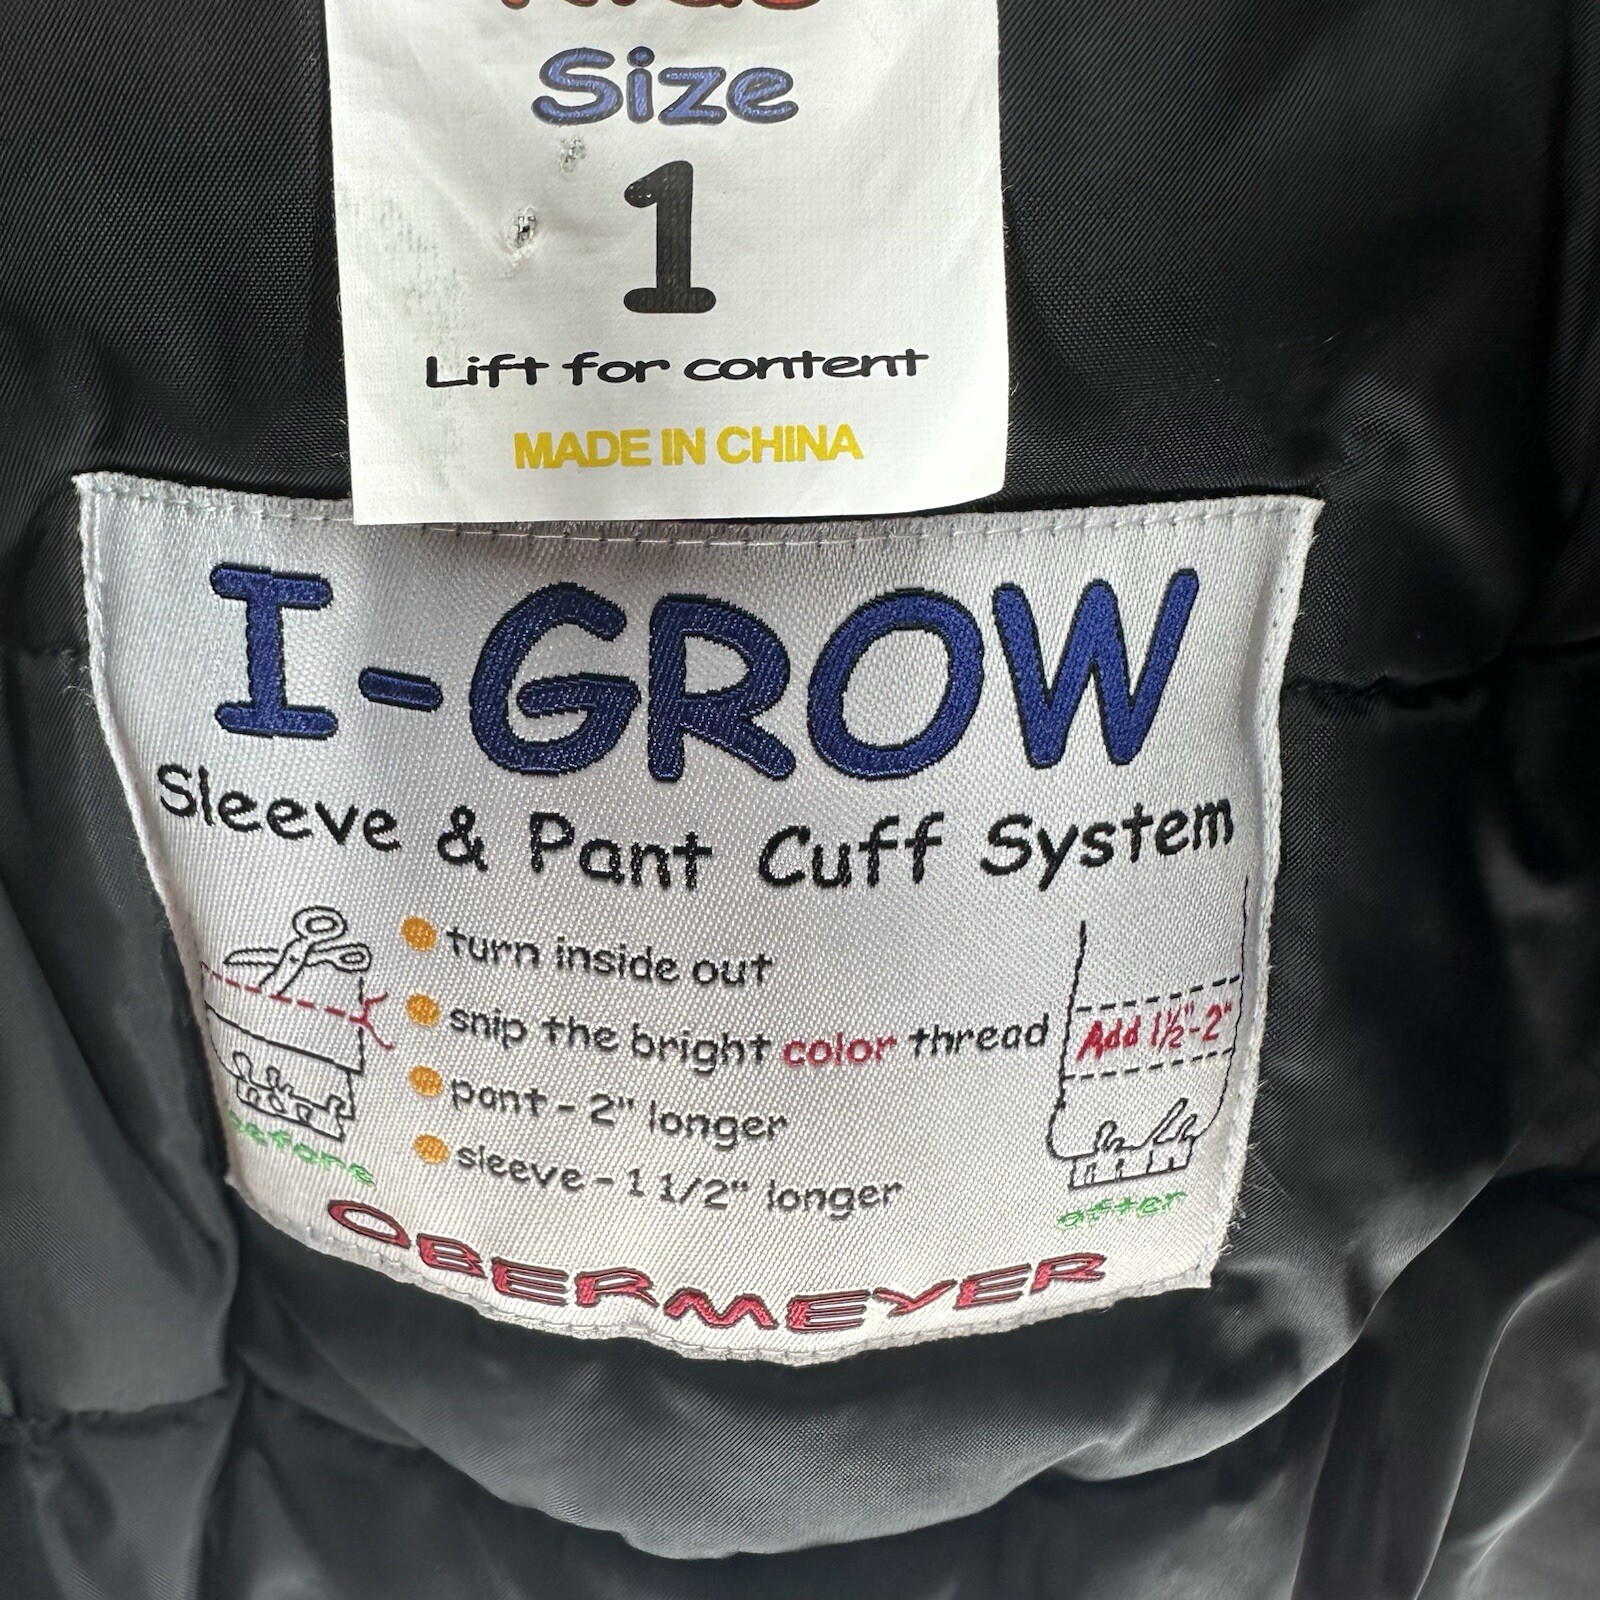 Kids
Size
1
Lift for content
MADE IN CHINA
I-GROW
Sleeve & Pant Cuff System
turn inside out
snip the bright color thread
pant - 2" longer
sleeve - 1 1/2" longer
before
Add 1½"-2"
after
OBERMEYER